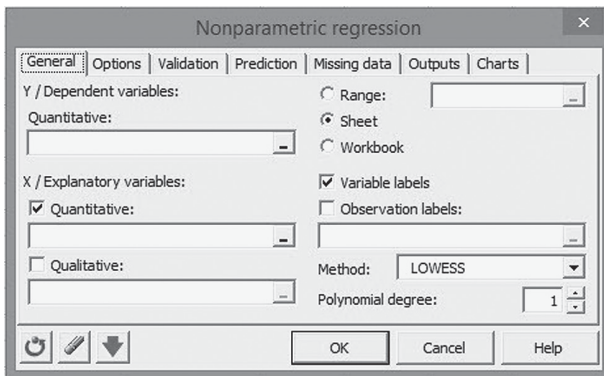 Nonparametric regression
General Options Validation Prediction Missing data Outputs Charts
Y / Dependent variables:
Quantitative:
Range:
Sheet
Workbook
X / Explanatory variables:
Quantitative:
Qualitative:
Variable labels
Observation labels:
Method: LOWESS
Polynomial degree: 1
OK Cancel Help